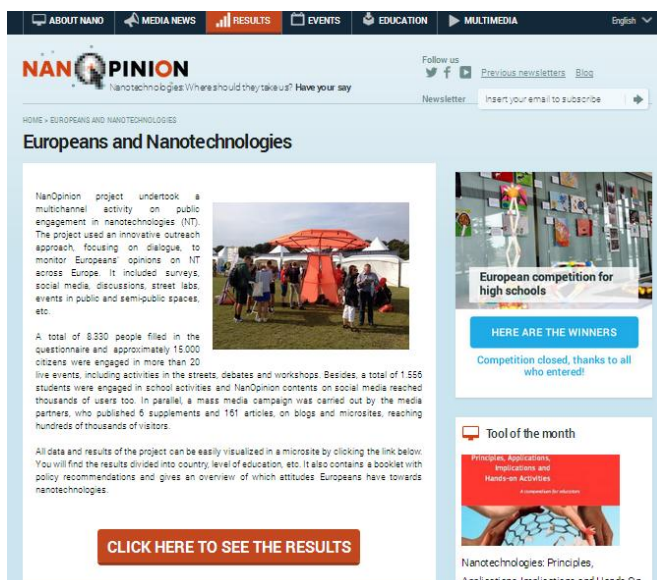 ABOUT NANO
MEDIA NEWS
RESULTS
EVENTS
EDUCATION
MULTIMEDIA
English
NANOPINION
Nanotechnologies: Where should they take us? Have your say
Follow us
Previous newsletters
Blog
Newsletter
Insert your email to subscribe
HOME » EUROPEANS AND NANOTECHNOLOGIES
Europeans and Nanotechnologies
NanOpinion project undertook a
multichannel activity on public
engagement in nanotechnologies (NT).
The project used an innovative outreach
approach, focusing on dialogue, to
monitor Europeans' opinions on NT
across Europe. It included surveys,
social media, discussions, street labs,
events in public and semi-public spaces,
etc.
A total of 8.330 people filled in the
questionnaire and approximately 15.000
citizens were engaged in more than 20
live events, including activities in the streets, debates and workshops. Besides, a total of 1.556
students were engaged in school activities and NanOpinion contents on social media reached
thousands of users too. In parallel, a mass media campaign was carried out by the media
partners, who published 6 supplements and 161 articles, on blogs and microsites, reaching
hundreds of thousands of visitors.
All data and results of the project can be easily visualized in a microsite by clicking the link below.
You will find the results divided into country, level of education, etc. It also contains a booklet with
policy recommendations and gives an overview of which attitudes Europeans have towards
nanotechnologies.
CLICK HERE TO SEE THE RESULTS
European competition for
high schools
HERE ARE THE WINNERS
Competition closed, thanks to all
who entered!
Tool of the month
Principles, Applications,
Implications and
Hands-on Activities
A compendium for educators
Nanotechnologies: Principles,
Applications, Implications and Hands-On